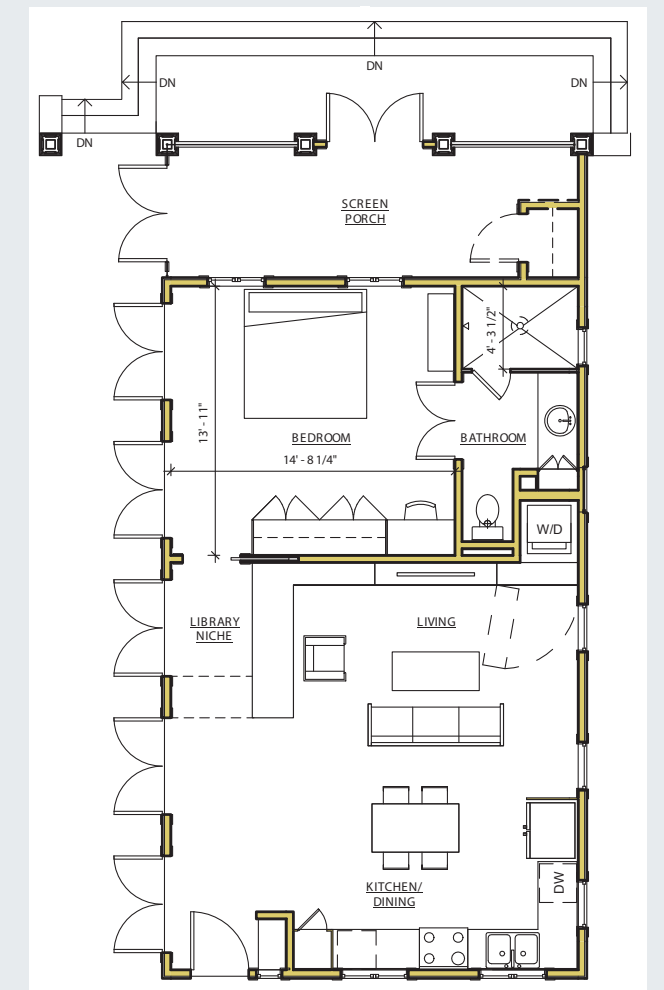 DN
DN
DN
DN
SCREEN
PORCH
4' - 3 1/2"
13' - 11"
BEDROOM
BATHROOM
14' - 8 1/4"
W/D
LIBRARY
NICHE
LIVING
DW
KITCHEN/
DINING